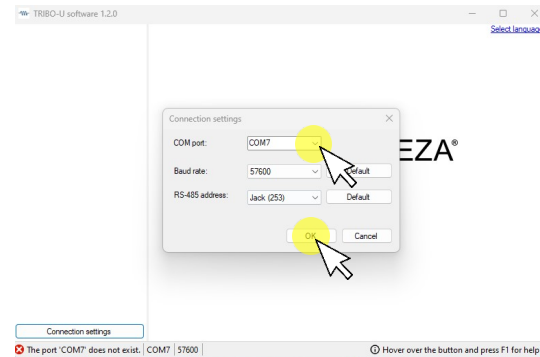 TRIBO-U software 1.2.0
Select languag
Connection settings
COM port: COM7
EZA®
Baud rate: 57600 Default
RS-485 address: Jack (253) Default
OK Cancel
Connection settings
The port 'COM7' does not exist. COM7 57600 Hover over the button and press F1 for help